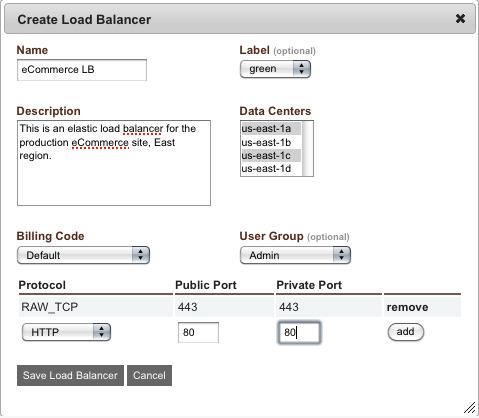 Create Load Balancer
Name
Label (optional)
eCommerce LB
green
Description
Data Centers
This is an elastic load balancer for the
production eCommerce site, East
region.
us-east-1a
us-east-1b
us-east-1c
us-east-1d
Billing Code
User Group (optional)
Default
Admin
Protocol Public Port Private Port
RAW_TCP 443 443 remove
HTTP 80 80 add
Save Load Balancer Cancel